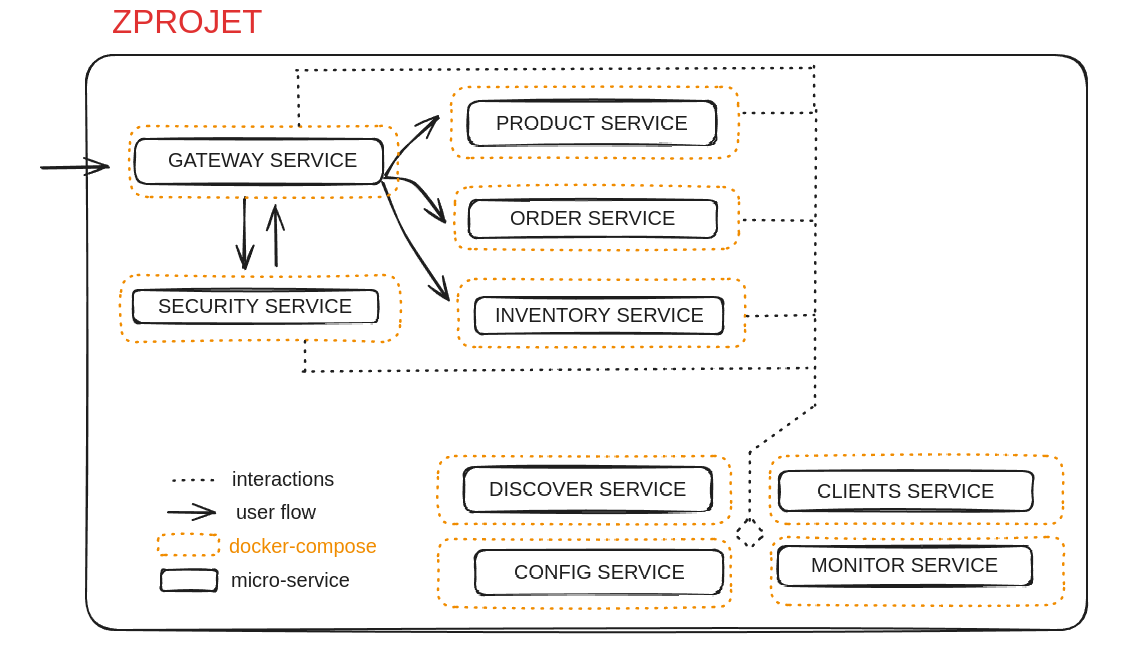 ZPROJET
GATEWAY SERVICE
PRODUCT SERVICE
ORDER SERVICE
SECURITY SERVICE
INVENTORY SERVICE
DISCOVER SERVICE
CLIENTS SERVICE
CONFIG SERVICE
MONITOR SERVICE
interactions
user flow
docker-compose
micro-service